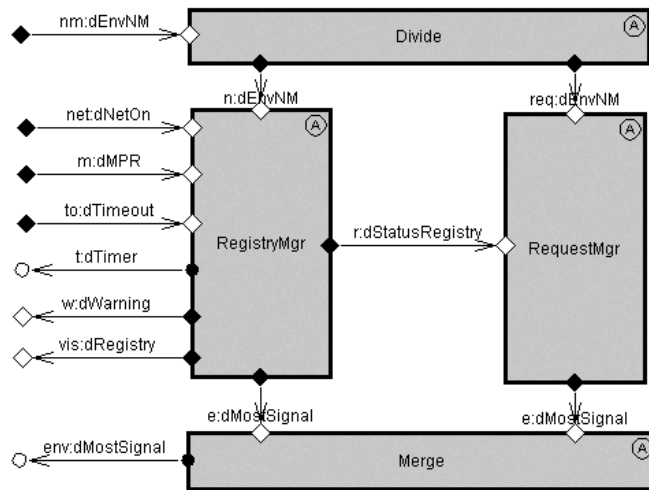 nm:dEnvNM
Divide
A
n:dEnvNM
req:dEnvNM
net:dNetOn
A
A
m:dMPR
to:dTimeout
RegistryMgr
r:dStatusRegistry
RequestMgr
t:dTimer
w:dWarning
vis:dRegistry
e:dMostSignal
e:dMostSignal
env:dMostSignal
Merge
A